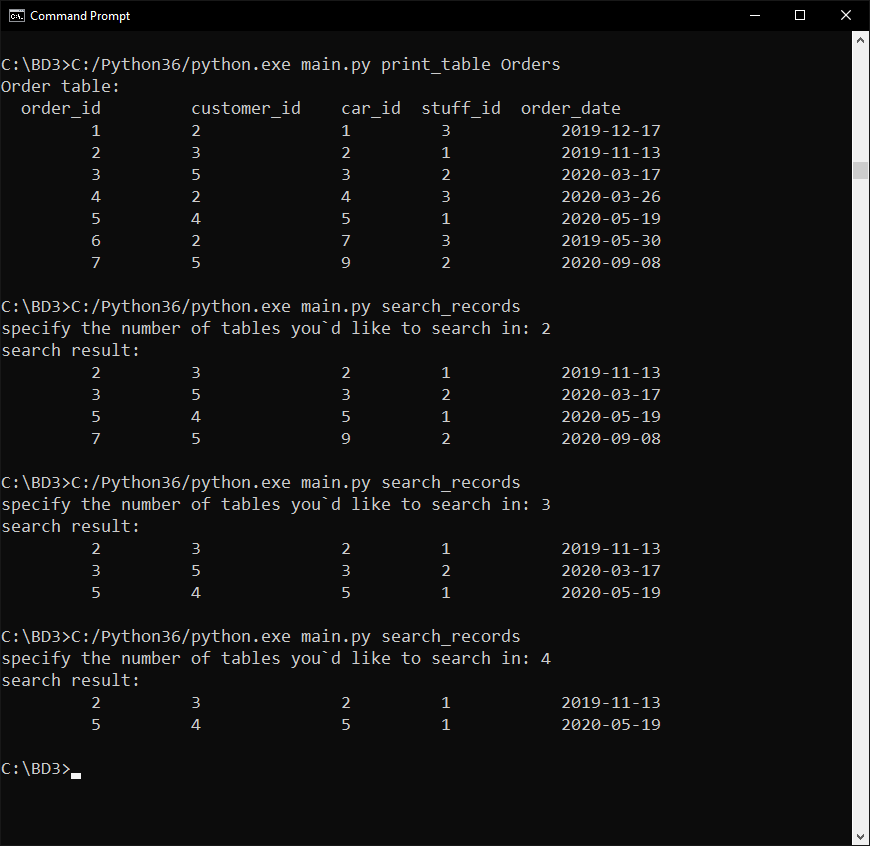 Command Prompt
C:\BD3>C:/Python36/python.exe main.py print_table Orders
Order table:
  order_id         customer_id    car_id  stuff_id  order_date
         1         2              1         3           2019-12-17
         2         3              2         1           2019-11-13
         3         5              3         2           2020-03-17
         4         2              4         3           2020-03-26
         5         4              5         1           2020-05-19
         6         2              7         3           2019-05-30
         7         5              9         2           2020-09-08
C:\BD3>C:/Python36/python.exe main.py search_records
specify the number of tables you`d like to search in: 2
search result:
         2         3              2         1           2019-11-13
         3         5              3         2           2020-03-17
         5         4              5         1           2020-05-19
         7         5              9         2           2020-09-08
C:\BD3>C:/Python36/python.exe main.py search_records
specify the number of tables you`d like to search in: 3
search result:
         2         3              2         1           2019-11-13
         3         5              3         2           2020-03-17
         5         4              5         1           2020-05-19
C:\BD3>C:/Python36/python.exe main.py search_records
specify the number of tables you`d like to search in: 4
search result:
         2         3              2         1           2019-11-13
         5         4              5         1           2020-05-19
C:\BD3>